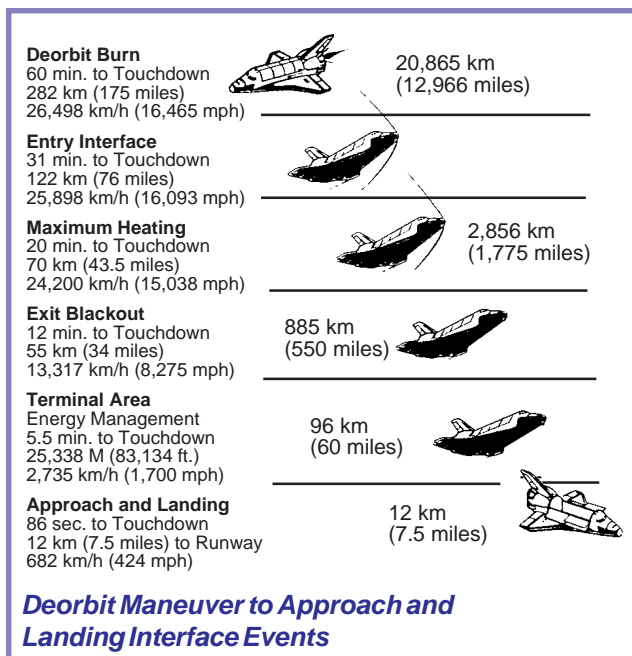 Deorbit Burn
60 min. to Touchdown
282 km (175 miles)
26,498 km/h (16,465 mph)
20,865 km
(12,966 miles)
Entry Interface
31 min. to Touchdown
122 km (76 miles)
25,898 km/h (16,093 mph)
Maximum Heating
20 min. to Touchdown
70 km (43.5 miles)
24,200 km/h (15,038 mph)
2,856 km
(1,775 miles)
Exit Blackout
12 min. to Touchdown
55 km (34 miles)
13,317 km/h (8,275 mph)
885 km
(550 miles)
Terminal Area
Energy Management
5.5 min. to Touchdown
25,338 M (83,134 ft.)
2,735 km/h (1,700 mph)
96 km
(60 miles)
Approach and Landing
86 sec. to Touchdown
12 km (7.5 miles) to Runway
682 km/h (424 mph)
12 km
(7.5 miles)
Deorbit Maneuver to Approach and
Landing Interface Events